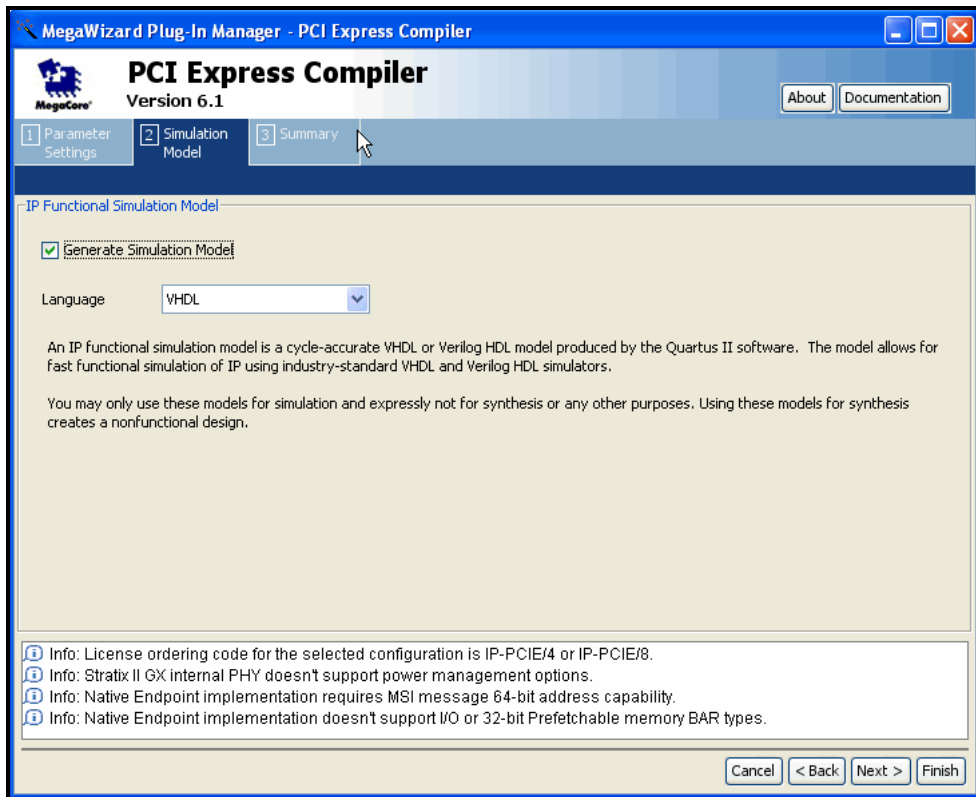 MegaWizard Plug-In Manager - PCI Express Compiler
MegaCore®
PCI Express Compiler
Version 6.1
About
Documentation
1 Parameter
Settings
2 Simulation
Model
3 Summary
IP Functional Simulation Model
Generate Simulation Model
Language
VHDL
An IP functional simulation model is a cycle-accurate VHDL or Verilog HDL model produced by the Quartus II software. The model allows for
fast functional simulation of IP using industry-standard VHDL and Verilog HDL simulators.
You may only use these models for simulation and expressly not for synthesis or any other purposes. Using these models for synthesis
creates a nonfunctional design.
Info: License ordering code for the selected configuration is IP-PCIE/4 or IP-PCIE/8.
Info: Stratix II GX internal PHY doesn't support power management options.
Info: Native Endpoint implementation requires MSI message 64-bit address capability.
Info: Native Endpoint implementation doesn't support I/O or 32-bit Prefetchable memory BAR types.
Cancel
< Back
Next >
Finish